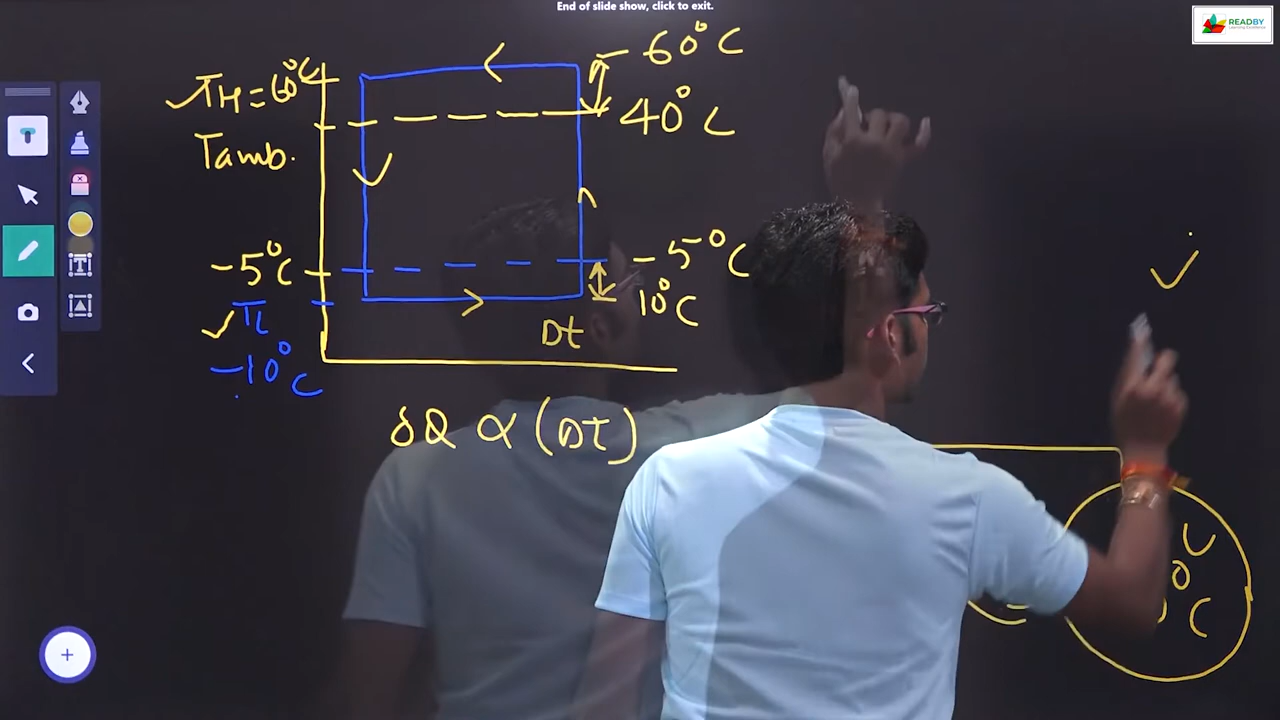 End of slide show, click to exit.
READBY
TH = 60°C
60°C
40°C
Tamb.
-5°C
-5°C
TL
10°C
-10°C
DT
δQ ∝ (DT)
C